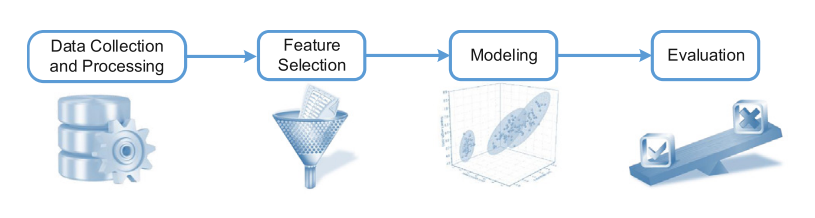 Data Collection
and Processing
Feature
Selection
Modeling
Evaluation